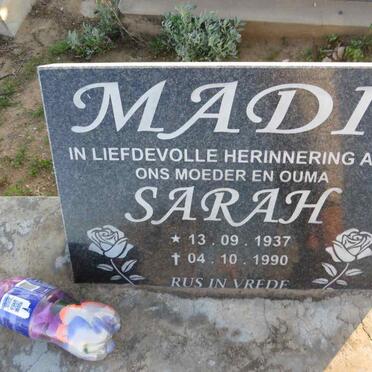 MADI
IN LIEFDEVOLLE HERINNERING A
ONS MOEDER EN OUMA
SARAH
★ 13 . 09 . 1937
✝ 04 . 10 . 1990
RUS IN VREDE